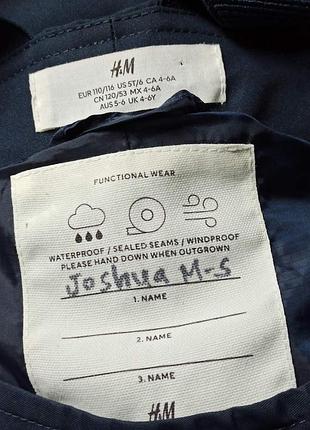 H&M
EUR 110/116 US 5T/6 CA 4-6A
CN 120/53 MX 4-6A
AUS 5-6 UK 4-6Y
FUNCTIONAL WEAR
WATERPROOF / SEALED SEAMS / WINDPROOF
PLEASE HAND DOWN WHEN OUTGROWN
Joshua M-S
1. NAME
2. NAME
3. NAME
H&M